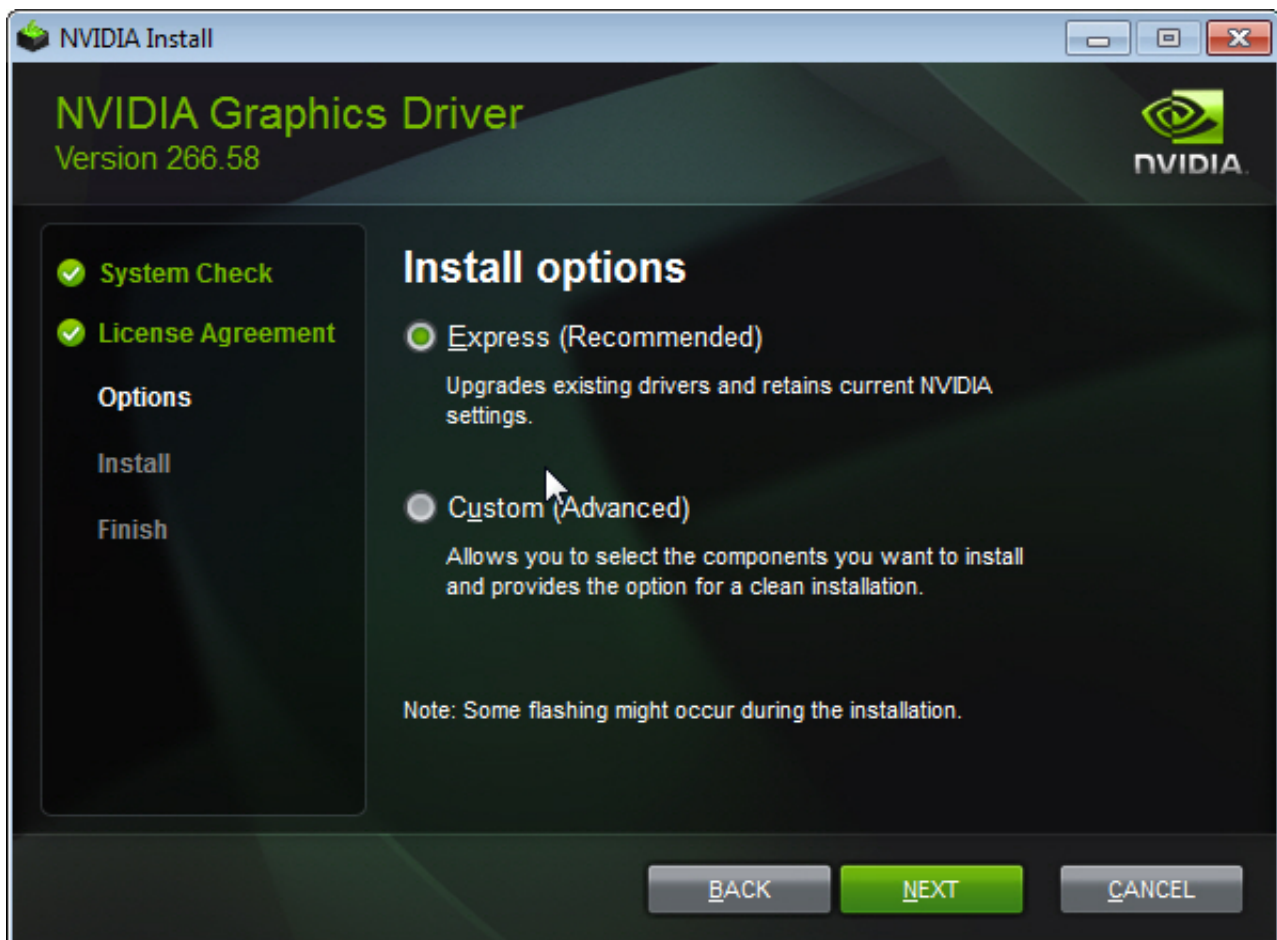 NVIDIA Install
NVIDIA Graphics Driver
Version 266.58
NVIDIA.
System Check
License Agreement
Options
Install
Finish
Install options
Express (Recommended)
Upgrades existing drivers and retains current NVIDIA
settings.
Custom (Advanced)
Allows you to select the components you want to install
and provides the option for a clean installation.
Note: Some flashing might occur during the installation.
BACK
NEXT
CANCEL